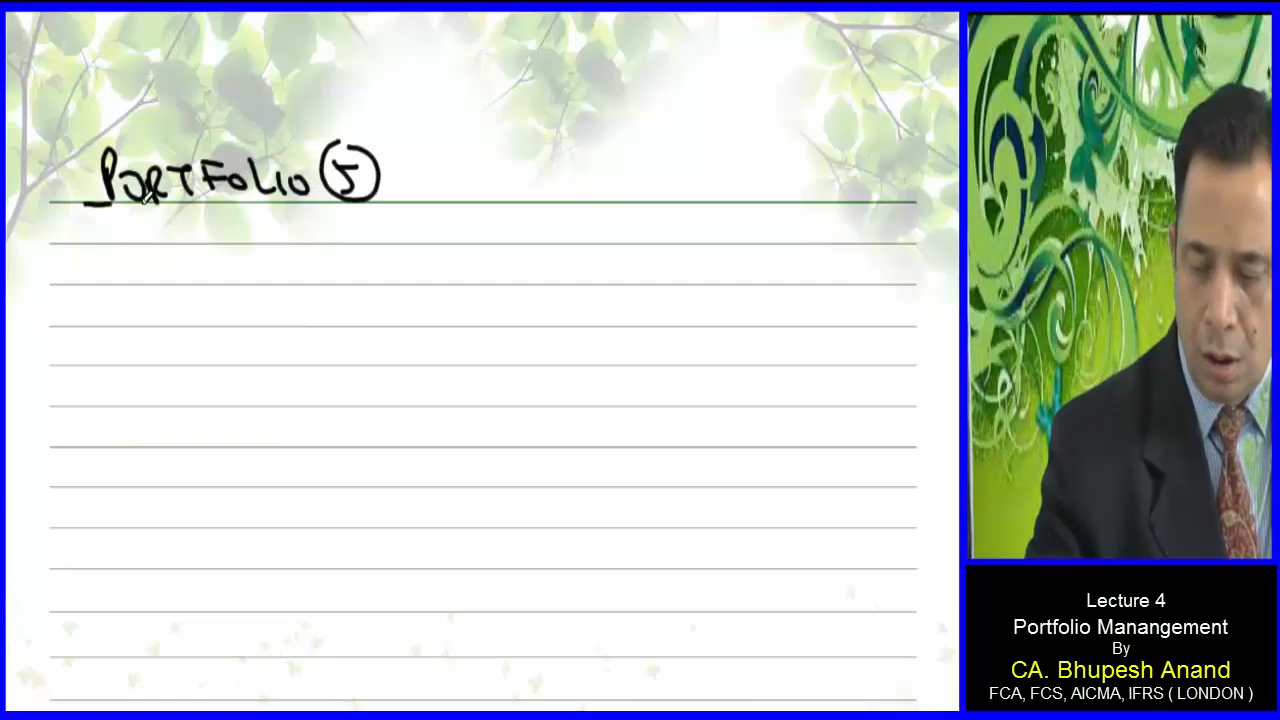 PORTFOLIO 5
Lecture 4
Portfolio Manangement
By
CA. Bhupesh Anand
FCA, FCS, AICMA, IFRS ( LONDON )